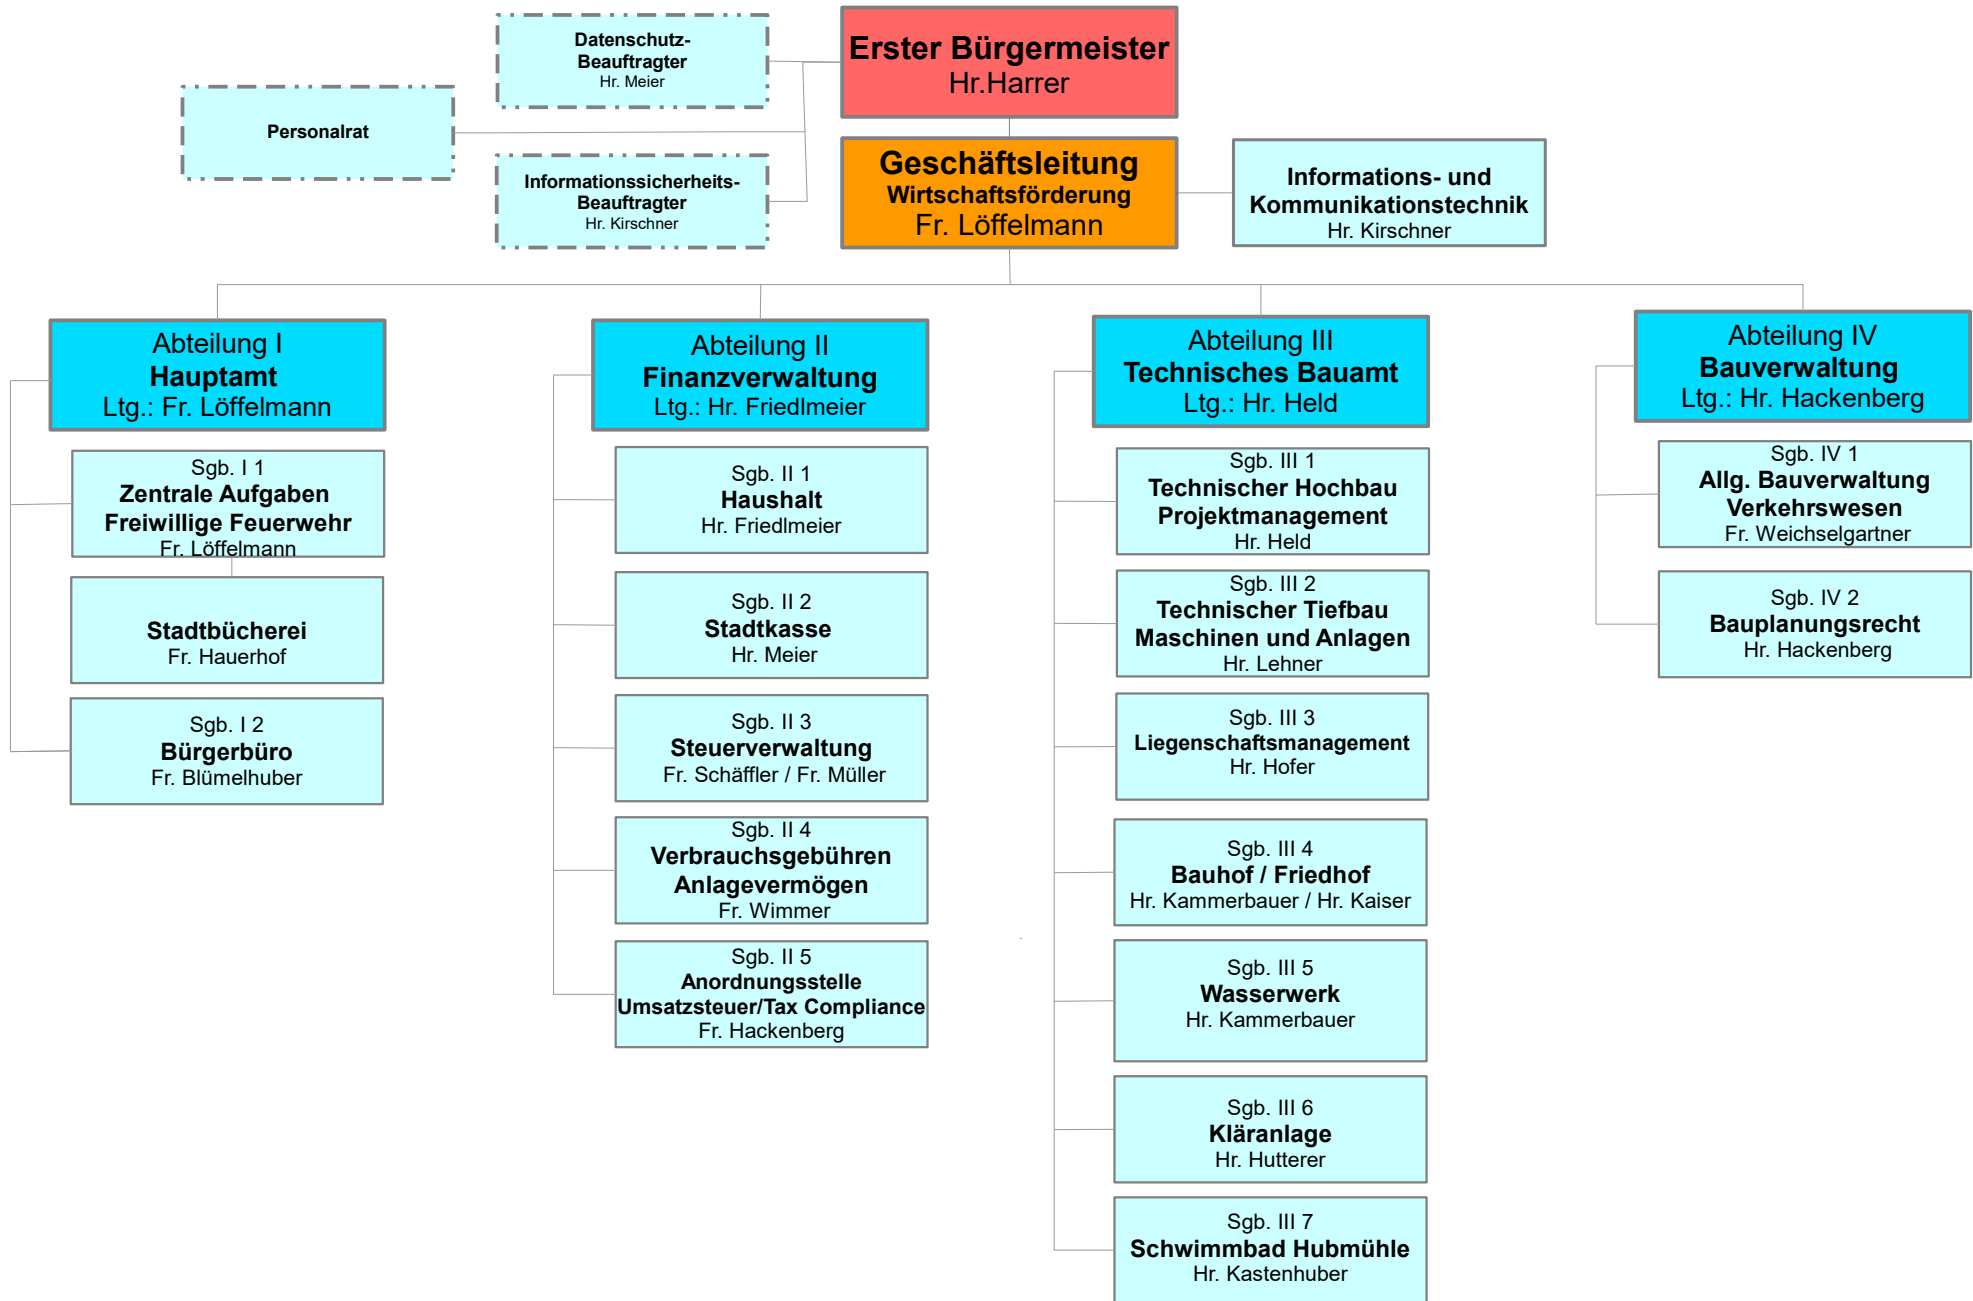 Datenschutz-
Beauftragter
Hr. Meier
Erster Bürgermeister
Hr.Harrer
Personalrat
Informationssicherheits-
Beauftragter
Hr. Kirschner
Geschäftsleitung
Wirtschaftsförderung
Fr. Löffelmann
Informations- und
Kommunikationstechnik
Hr. Kirschner
Abteilung I
Hauptamt
Ltg.: Fr. Löffelmann
Sgb. I 1
Zentrale Aufgaben
Freiwillige Feuerwehr
Fr. Löffelmann
Stadtbücherei
Fr. Hauerhof
Sgb. I 2
Bürgerbüro
Fr. Blümelhuber
Abteilung II
Finanzverwaltung
Ltg.: Hr. Friedlmeier
Sgb. II 1
Haushalt
Hr. Friedlmeier
Sgb. II 2
Stadtkasse
Hr. Meier
Sgb. II 3
Steuerverwaltung
Fr. Schäffler / Fr. Müller
Sgb. II 4
Verbrauchsgebühren
Anlagevermögen
Fr. Wimmer
Sgb. II 5
Anordnungsstelle
Umsatzsteuer/Tax Compliance
Fr. Hackenberg
Abteilung III
Technisches Bauamt
Ltg.: Hr. Held
Sgb. III 1
Technischer Hochbau
Projektmanagement
Hr. Held
Sgb. III 2
Technischer Tiefbau
Maschinen und Anlagen
Hr. Lehner
Sgb. III 3
Liegenschaftsmanagement
Hr. Hofer
Sgb. III 4
Bauhof / Friedhof
Hr. Kammerbauer / Hr. Kaiser
Sgb. III 5
Wasserwerk
Hr. Kammerbauer
Sgb. III 6
Kläranlage
Hr. Hutterer
Sgb. III 7
Schwimmbad Hubmühle
Hr. Kastenhuber
Abteilung IV
Bauverwaltung
Ltg.: Hr. Hackenberg
Sgb. IV 1
Allg. Bauverwaltung
Verkehrswesen
Fr. Weichselgartner
Sgb. IV 2
Bauplanungsrecht
Hr. Hackenberg